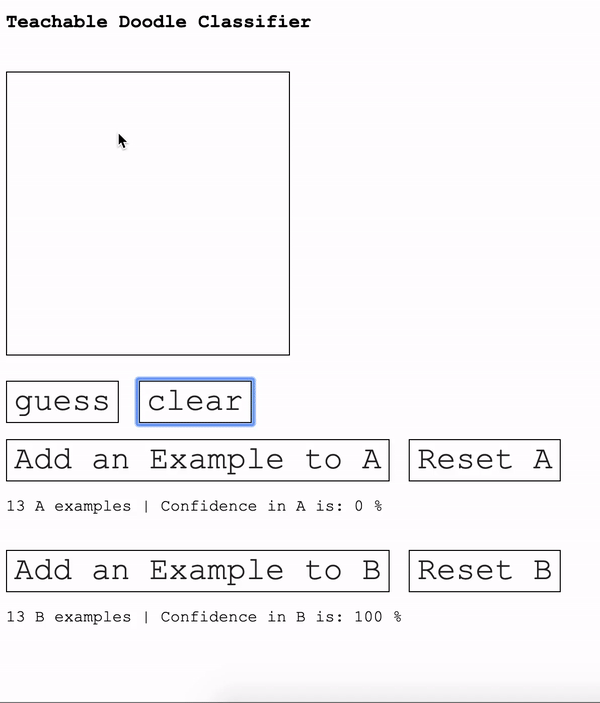 Teachable Doodle Classifier
guess clear
Add an Example to A Reset A
13 A examples | Confidence in A is: 0 %
Add an Example to B Reset B
13 B examples | Confidence in B is: 100 %